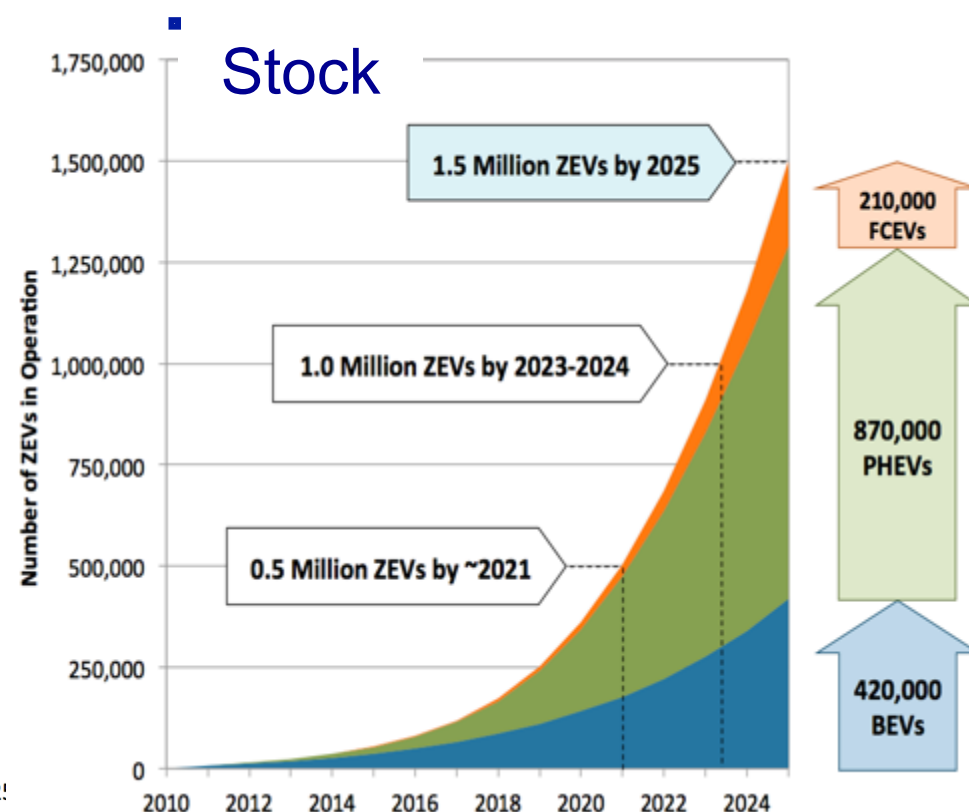 Stock
1,750,000
1,500,000
1,250,000
1,000,000
750,000
500,000
250,000
0
Number of ZEVs in Operation
1.5 Million ZEVs by 2025
1.0 Million ZEVs by 2023-2024
0.5 Million ZEVs by ~2021
210,000
FCEVs
870,000
PHEVs
420,000
BEVs
2010
2012
2014
2016
2018
2020
2022
2024